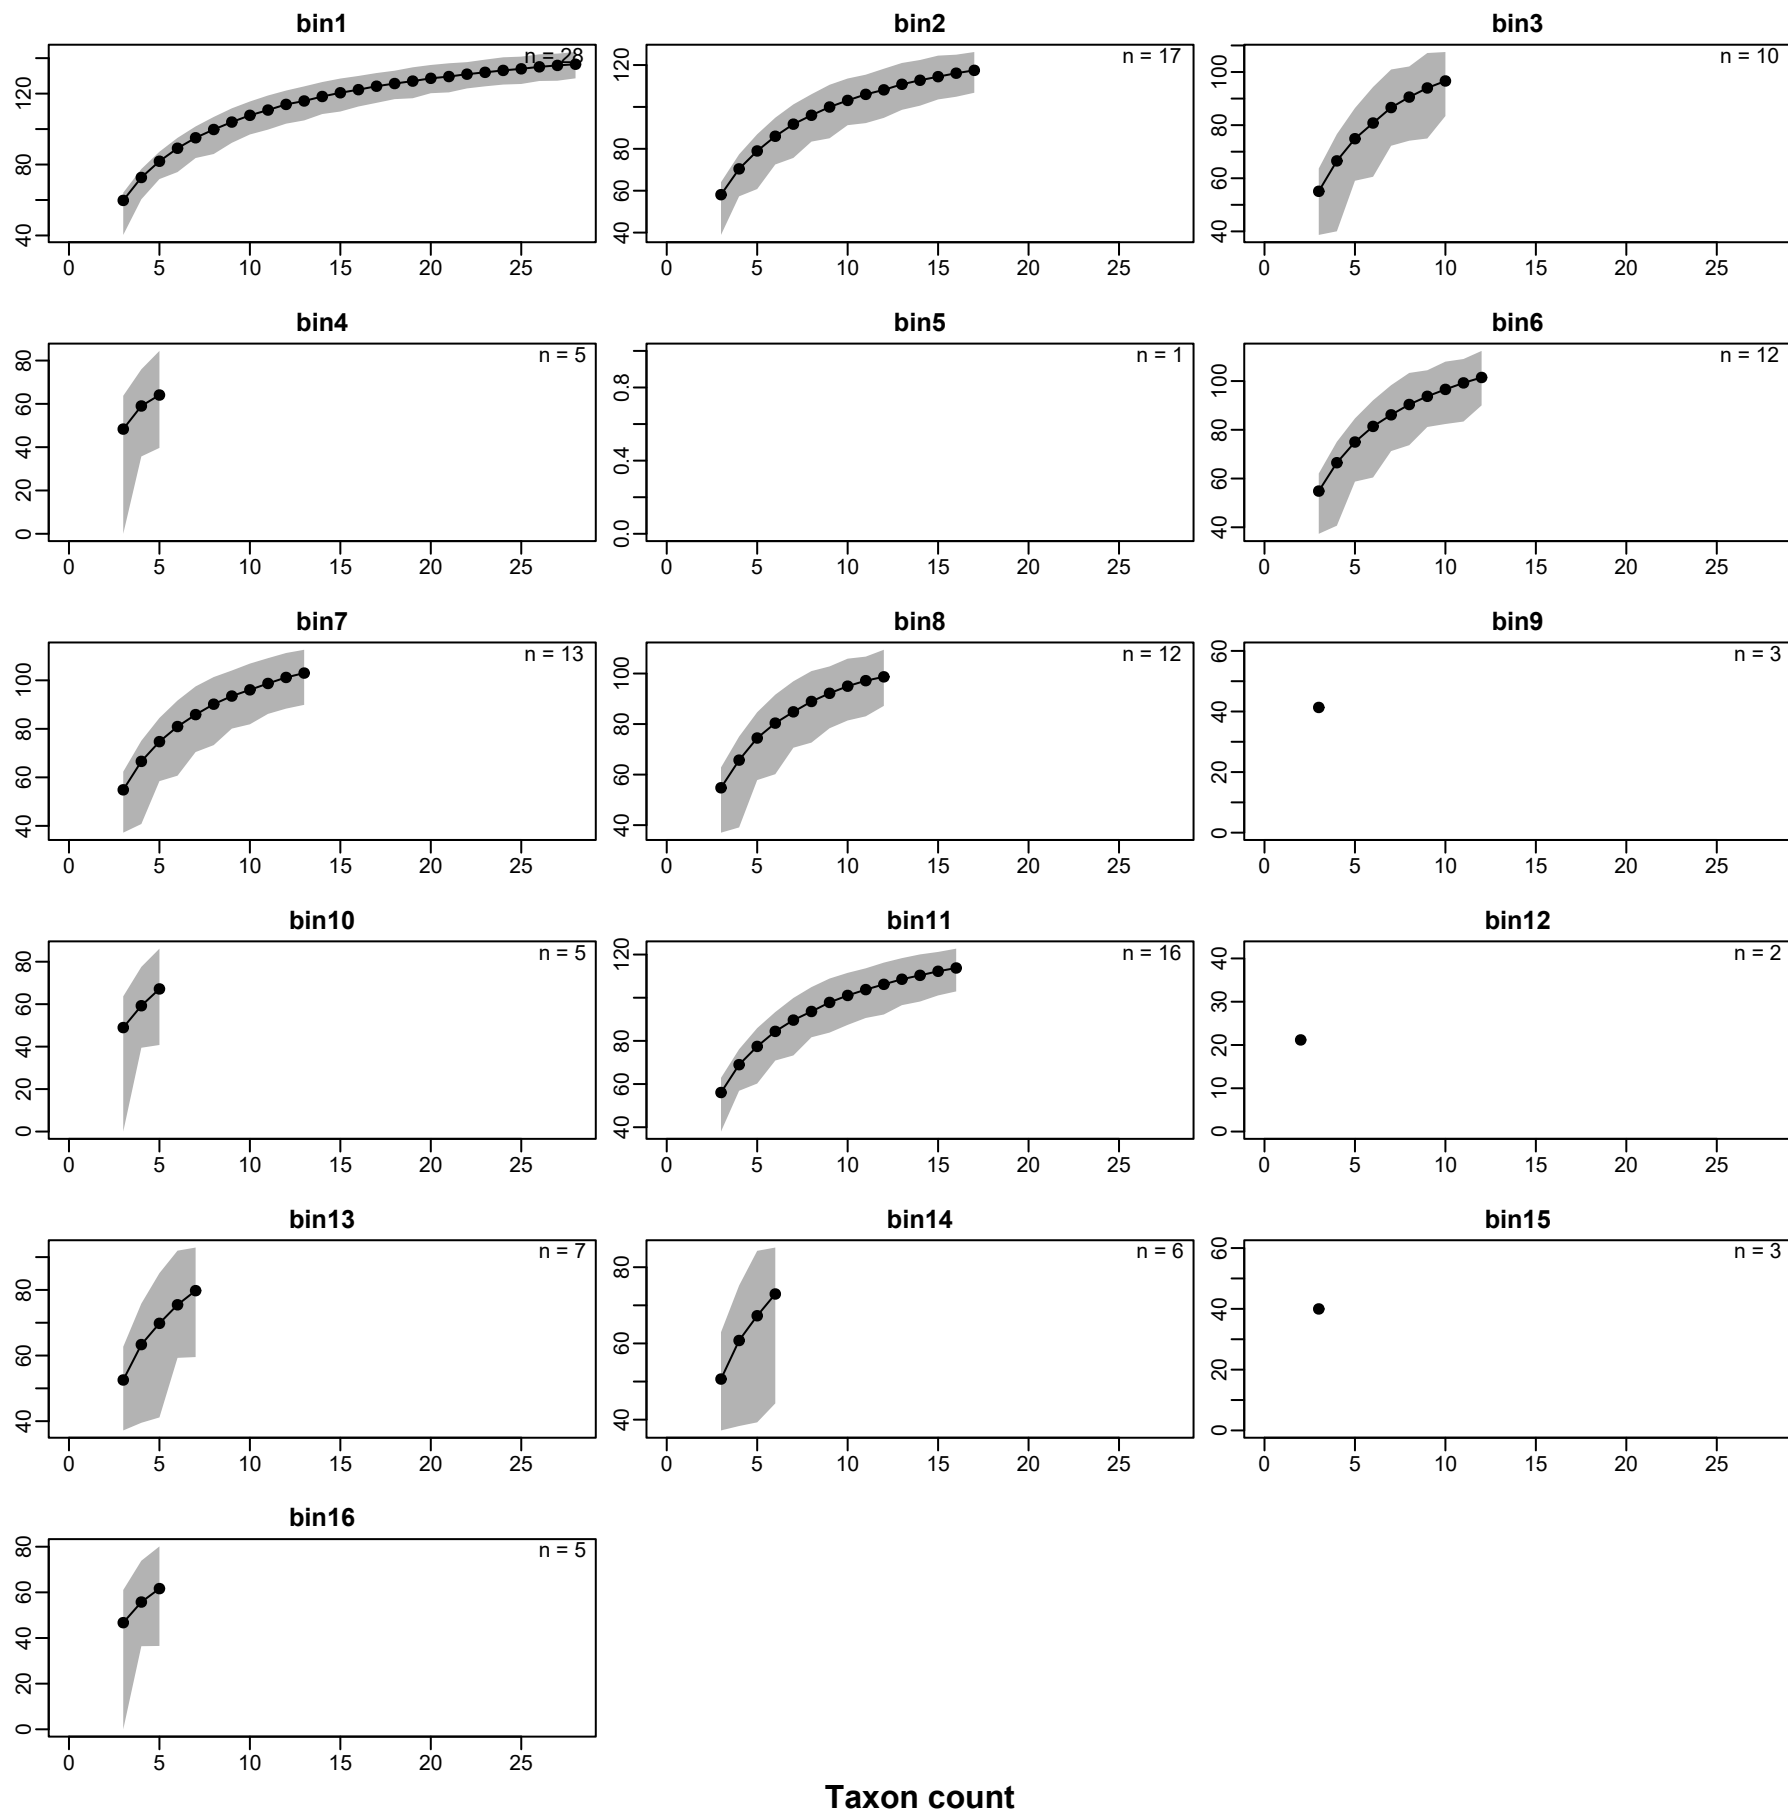 bin1
n = 28
40 80 120
0 5 10 15 20 25
bin2
n = 17
40 60 80 120
0 5 10 15 20 25
bin3
n = 10
40 60 80 100
0 5 10 15 20 25
bin4
n = 5
0 20 40 60 80
0 5 10 15 20 25
bin5
n = 1
0.0 0.4 0.8
0 5 10 15 20 25
bin6
n = 12
40 60 80 100
0 5 10 15 20 25
bin7
n = 13
40 60 80 100
0 5 10 15 20 25
bin8
n = 12
40 60 80 100
0 5 10 15 20 25
bin9
n = 3
0 20 40 60
0 5 10 15 20 25
bin10
n = 5
0 20 40 60 80
0 5 10 15 20 25
bin11
n = 16
40 60 80 120
0 5 10 15 20 25
bin12
n = 2
0 10 20 30 40
0 5 10 15 20 25
bin13
n = 7
40 60 80
0 5 10 15 20 25
bin14
n = 6
40 60 80
0 5 10 15 20 25
bin15
n = 3
0 20 40 60
0 5 10 15 20 25
bin16
n = 5
0 20 40 60 80
0 5 10 15 20 25
Taxon count